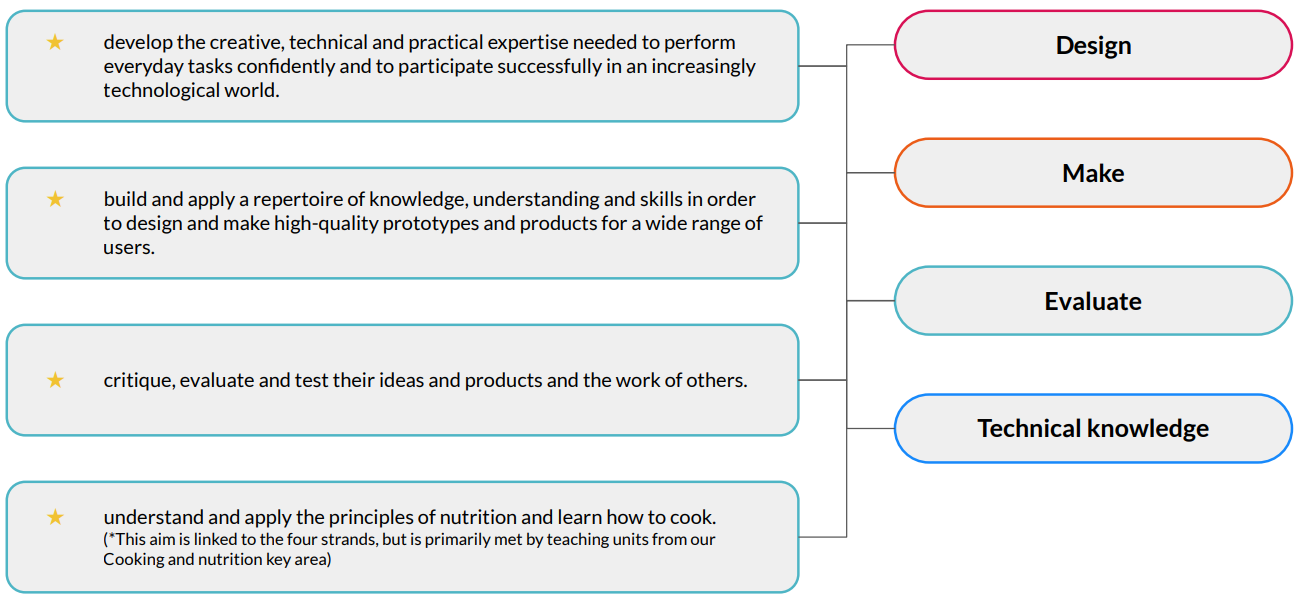 develop the creative, technical and practical expertise needed to perform
everyday tasks confidently and to participate successfully in an increasingly
technological world.
build and apply a repertoire of knowledge, understanding and skills in order
to design and make high-quality prototypes and products for a wide range of
users.
critique, evaluate and test their ideas and products and the work of others.
understand and apply the principles of nutrition and learn how to cook.
(*This aim is linked to the four strands, but is primarily met by teaching units from our
Cooking and nutrition key area)
Design
Make
Evaluate
Technical knowledge